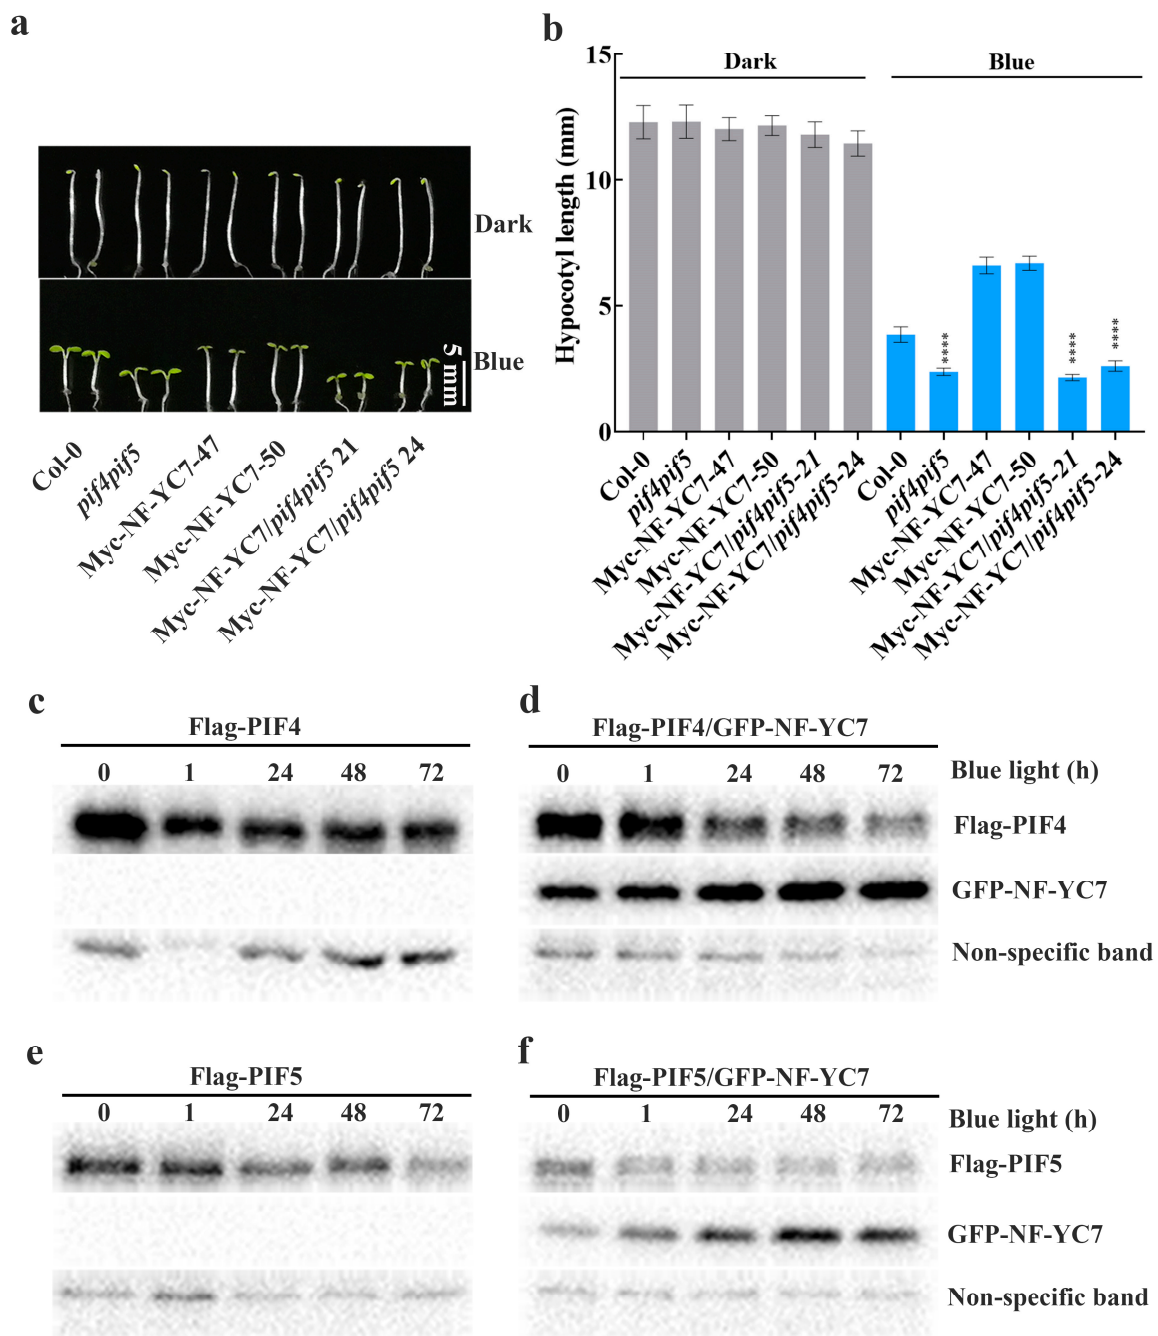 a
Dark
Blue
5 mm
Col-0
pif4pif5
Myc-NF-YC7-47
Myc-NF-YC7-50
Myc-NF-YC7/pif4pif5 21
Myc-NF-YC7/pif4pif5 24
b
Hypocotyl length (mm)
15
10
5
0
Dark
Blue
****
****
****
Col-0
pif4pif5
Myc-NF-YC7-47
Myc-NF-YC7-50
Myc-NF-YC7/pif4pif5-21
Myc-NF-YC7/pif4pif5-24
Col-0
pif4pif5
Myc-NF-YC7-47
Myc-NF-YC7-50
Myc-NF-YC7/pif4pif5-21
Myc-NF-YC7/pif4pif5-24
c
Flag-PIF4
0 1 24 48 72
d
Flag-PIF4/GFP-NF-YC7
0 1 24 48 72 Blue light (h)
Flag-PIF4
GFP-NF-YC7
Non-specific band
e
Flag-PIF5
0 1 24 48 72
f
Flag-PIF5/GFP-NF-YC7
0 1 24 48 72 Blue light (h)
Flag-PIF5
GFP-NF-YC7
Non-specific band